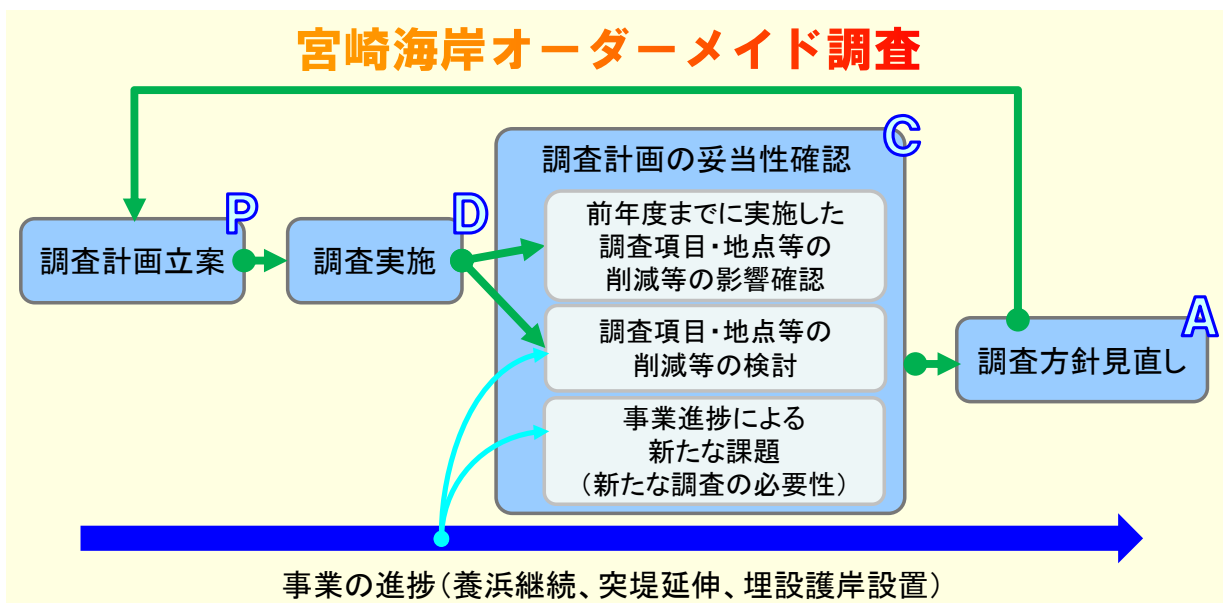 宮崎海岸オーダーメイド調査
P
調査計画立案
D
調査実施
C
調査計画の妥当性確認
前年度までに実施した
調査項目・地点等の
削減等の影響確認
調査項目・地点等の
削減等の検討
事業進捗による
新たな課題
（新たな調査の必要性）
A
調査方針見直し
事業の進捗（養浜継続、突堤延伸、埋設護岸設置）